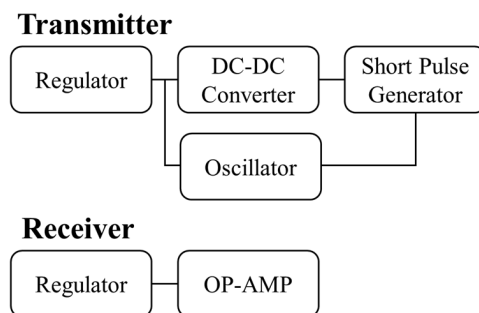 Transmitter
Regulator
DC-DC
Converter
Short Pulse
Generator
Oscillator
Receiver
Regulator
OP-AMP